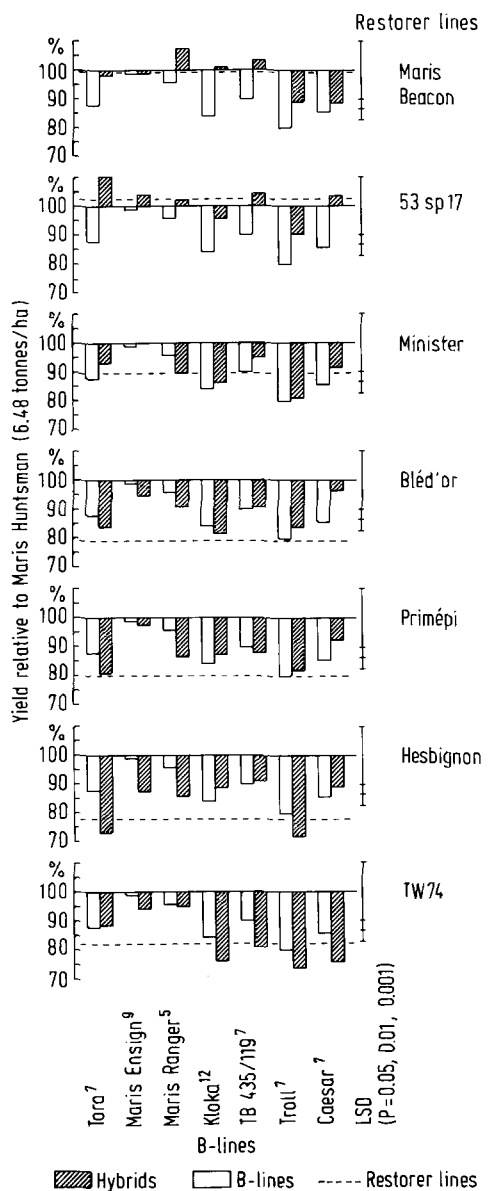 Restorer lines
%
100
90
80
70
Maris
Beacon
%
100
90
80
70
53 sp 17
%
100
90
80
70
Minister
%
100
90
80
70
Bléd'or
%
100
90
80
70
Primépi
%
100
90
80
70
Hesbignon
%
100
90
80
70
TW74
Yield relative to Maris Huntsman (6.48 tonnes/ha)
Tora⁷
Maris Ensign⁹
Maris Ranger⁵
Kloka¹²
TB 435/119⁷
Troll⁷
Caesar⁷
LSD
(P=0.05, 0.01, 0.001)
B-lines
Hybrids B-lines Restorer lines